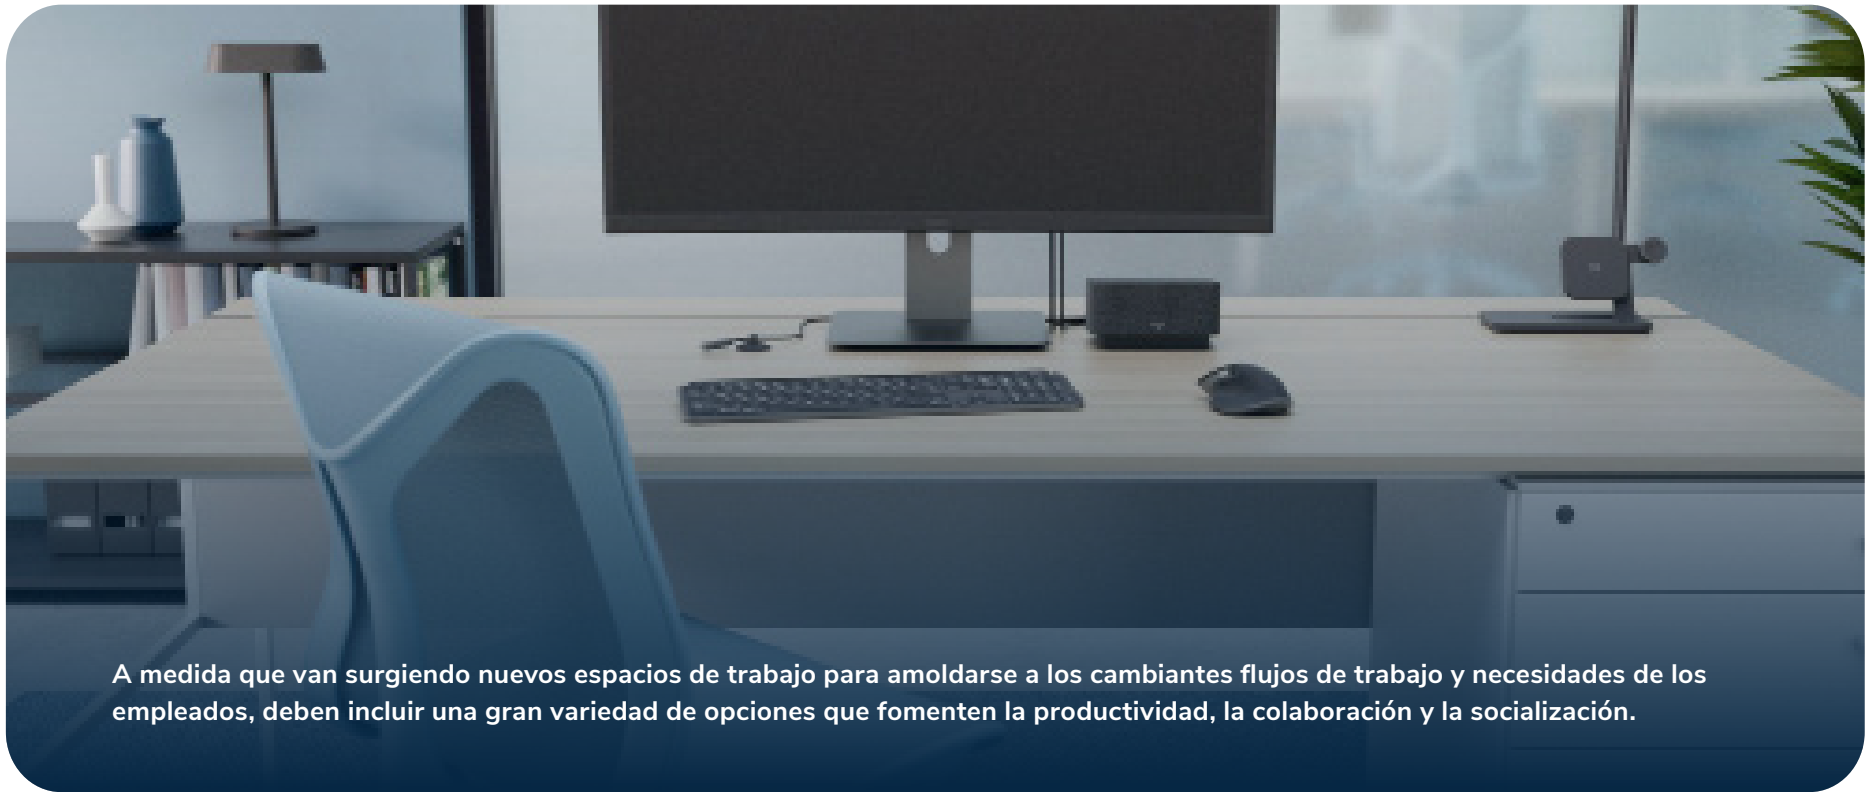 A medida que van surgiendo nuevos espacios de trabajo para amoldarse a los cambiantes flujos de trabajo y necesidades de los
empleados, deben incluir una gran variedad de opciones que fomenten la productividad, la colaboración y la socialización.